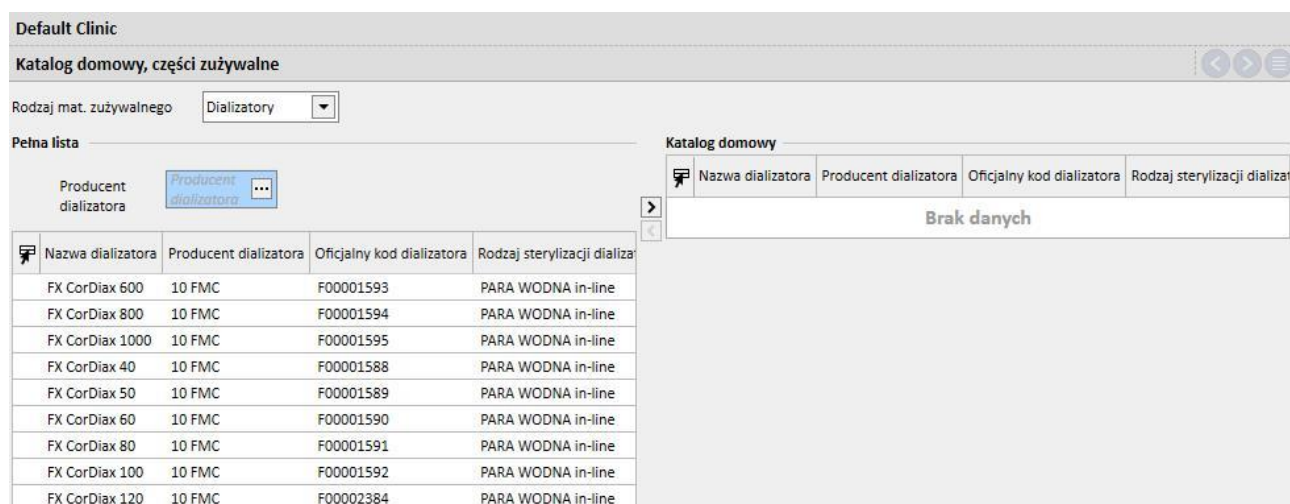 Default Clinic
Katalog domowy, części zużywalne
Rodzaj mat. zużywalnego Dializatory
Pełna lista
Producent dializatora Producent dializatora ...
Nazwa dializatora Producent dializatora Oficjalny kod dializatora Rodzaj sterylizacji dializat
FX CorDiax 600 10 FMC F00001593 PARA WODNA in-line
FX CorDiax 800 10 FMC F00001594 PARA WODNA in-line
FX CorDiax 1000 10 FMC F00001595 PARA WODNA in-line
FX CorDiax 40 10 FMC F00001588 PARA WODNA in-line
FX CorDiax 50 10 FMC F00001589 PARA WODNA in-line
FX CorDiax 60 10 FMC F00001590 PARA WODNA in-line
FX CorDiax 80 10 FMC F00001591 PARA WODNA in-line
FX CorDiax 100 10 FMC F00001592 PARA WODNA in-line
FX CorDiax 120 10 FMC F00002384 PARA WODNA in-line
Katalog domowy
Nazwa dializatora Producent dializatora Oficjalny kod dializatora Rodzaj sterylizacji dializat
Brak danych